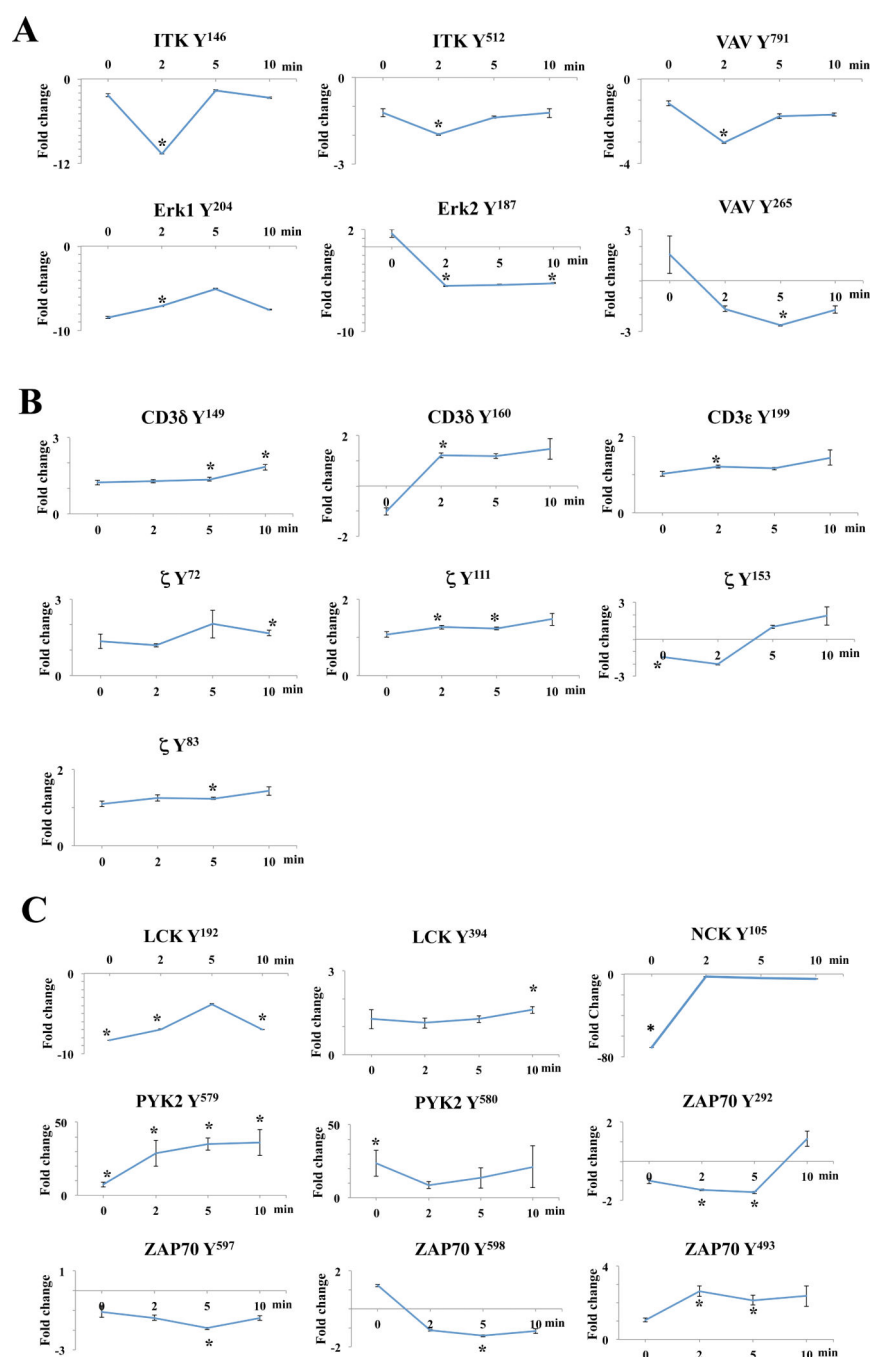 A
ITK Y146
ITK Y512
VAV Y791
0 2 5 10 min
0 2 5 10 min
0 2 5 10 min
0
-12
Fold change
0
-3
Fold change
0
-4
Fold change
*
*
*
Erk1 Y204
Erk2 Y187
VAV Y265
0 2 5 10 min
0 2 5 10 min
0 2 5 10 min
0
-10
Fold change
2
-10
Fold change
3
-3
Fold change
*
* *
*
B
CD3δ Y149
CD3δ Y160
CD3ε Y199
3
0
Fold change
2
-2
Fold change
2
0
Fold change
* *
*
*
0 2 5 10 min
0 2 5 10 min
0 2 5 10 min
ζ Y72
ζ Y111
ζ Y153
3
0
Fold change
2
0
Fold change
3
-3
Fold change
*
* *
*
0 2 5 10 min
0 2 5 10 min
0 2 5 10 min
ζ Y83
2
0
Fold change
*
0 2 5 10 min
C
LCK Y192
LCK Y394
NCK Y105
0 2 5 10 min
0 2 5 10 min
0 2 5 10 min
0
-10
Fold change
3
0
Fold change
0
-80
Fold Change
* * *
*
*
PYK2 Y579
PYK2 Y580
ZAP70 Y292
50
0
Fold change
50
0
Fold change
2
-2
Fold change
* * * *
*
* *
0 2 5 10 min
0 2 5 10 min
0 2 5 10 min
ZAP70 Y597
ZAP70 Y598
ZAP70 Y493
1
-3
Fold change
2
-2
Fold change
4
2
0
Fold change
*
*
* *
0 2 5 10 min
0 2 5 10 min
0 2 5 10 min